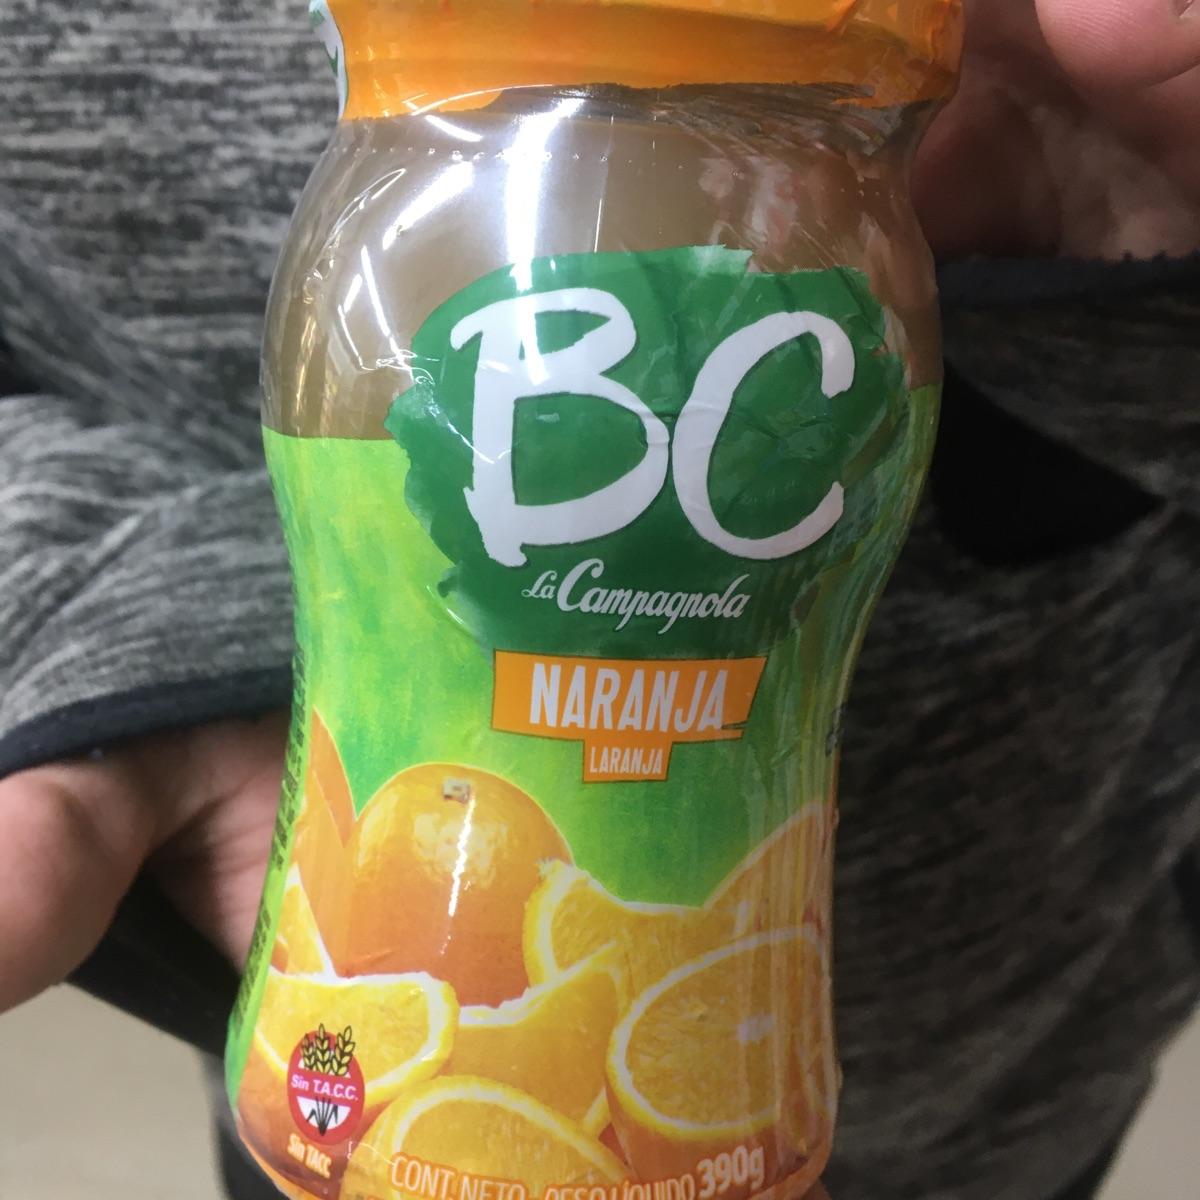 BC
La Campagnola
NARANJA
LARANJA
Sin T.A.C.C.
Sin TACC
CONT. NETO - PESO LÍQUIDO 390g